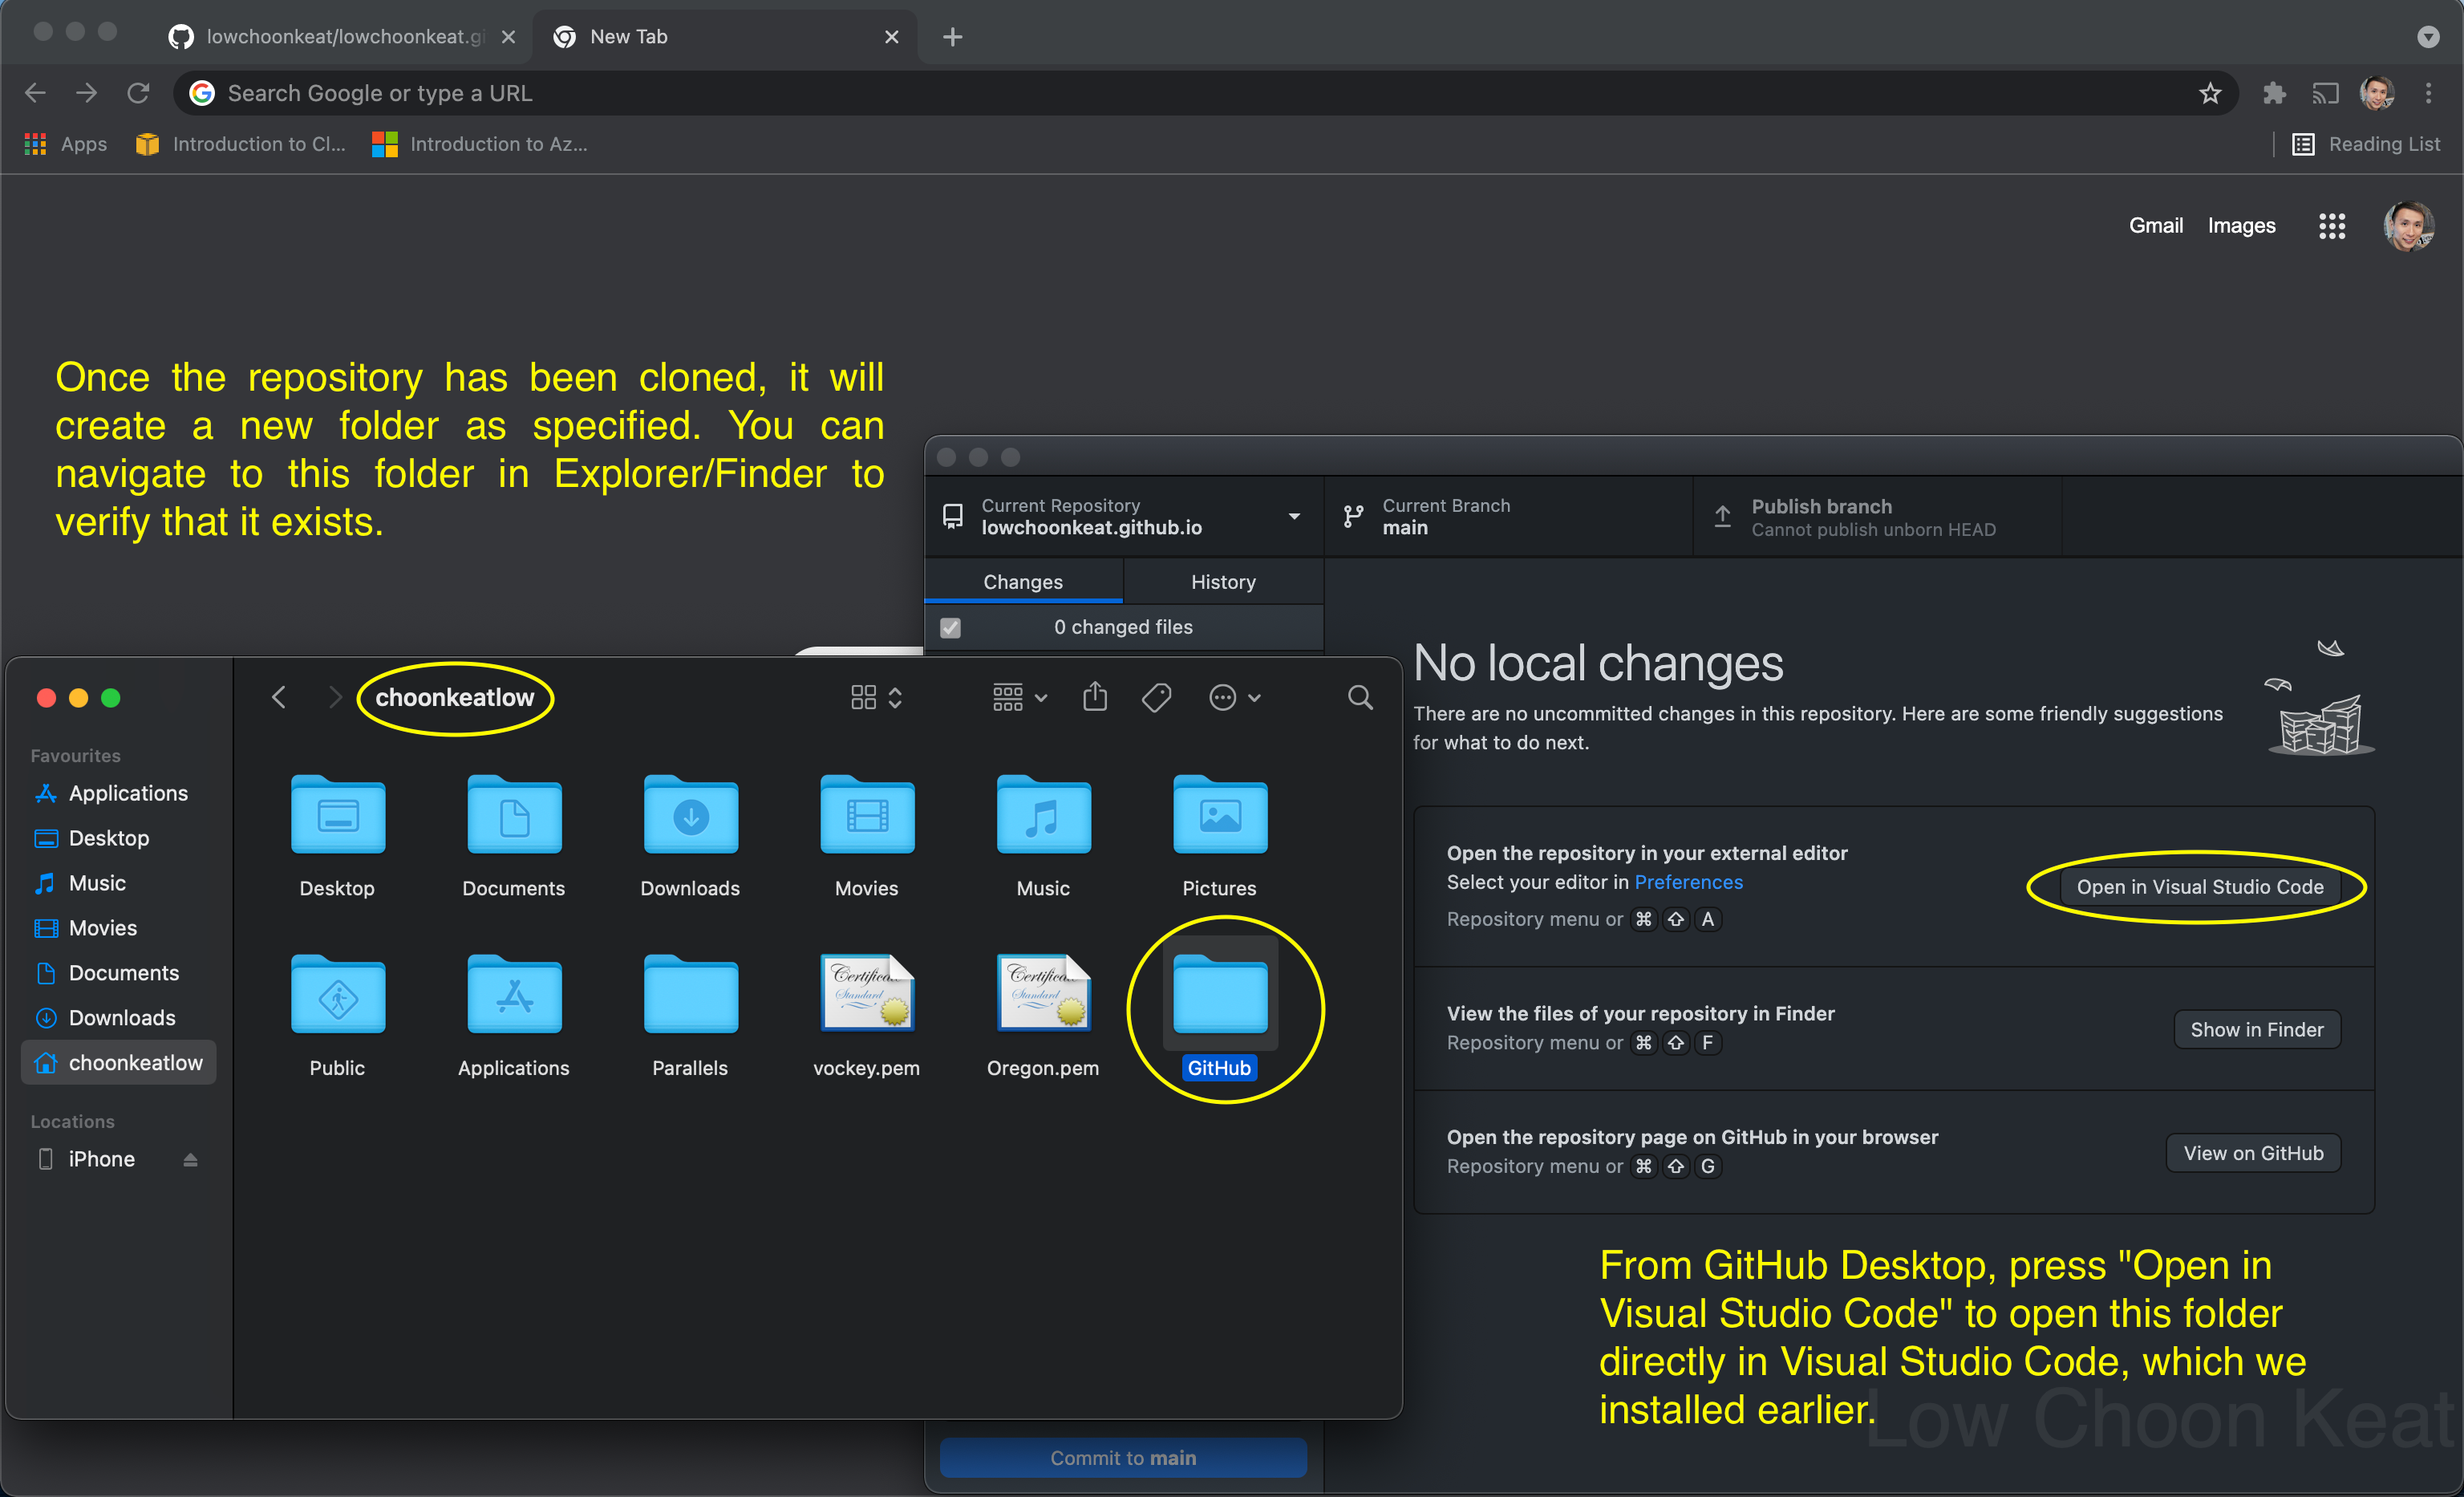 lowchoonkeat/lowchoonkeat.gi
New Tab
Search Google or type a URL
Apps
Introduction to Cl...
Introduction to Az...
Reading List
Gmail
Images
Once the repository has been cloned, it will
create a new folder as specified. You can
navigate to this folder in Explorer/Finder to
verify that it exists.
Current Repository
lowchoonkeat.github.io
Current Branch
main
Publish branch
Cannot publish unborn HEAD
Changes
History
0 changed files
No local changes
There are no uncommitted changes in this repository. Here are some friendly suggestions
for what to do next.
Open the repository in your external editor
Select your editor in Preferences
Repository menu or ⌘ ⇧ A
Open in Visual Studio Code
View the files of your repository in Finder
Repository menu or ⌘ ⇧ F
Show in Finder
Open the repository page on GitHub in your browser
Repository menu or ⌘ ⇧ G
View on GitHub
choonkeatlow
Favourites
Applications
Desktop
Music
Movies
Documents
Downloads
choonkeatlow
Locations
iPhone
Desktop
Documents
Downloads
Movies
Music
Pictures
Certifica
Standard
Certifica
Standard
Public
Applications
Parallels
vockey.pem
Oregon.pem
GitHub
From GitHub Desktop, press "Open in
Visual Studio Code" to open this folder
directly in Visual Studio Code, which we
installed earlier.
Low Choon Keat
Commit to main